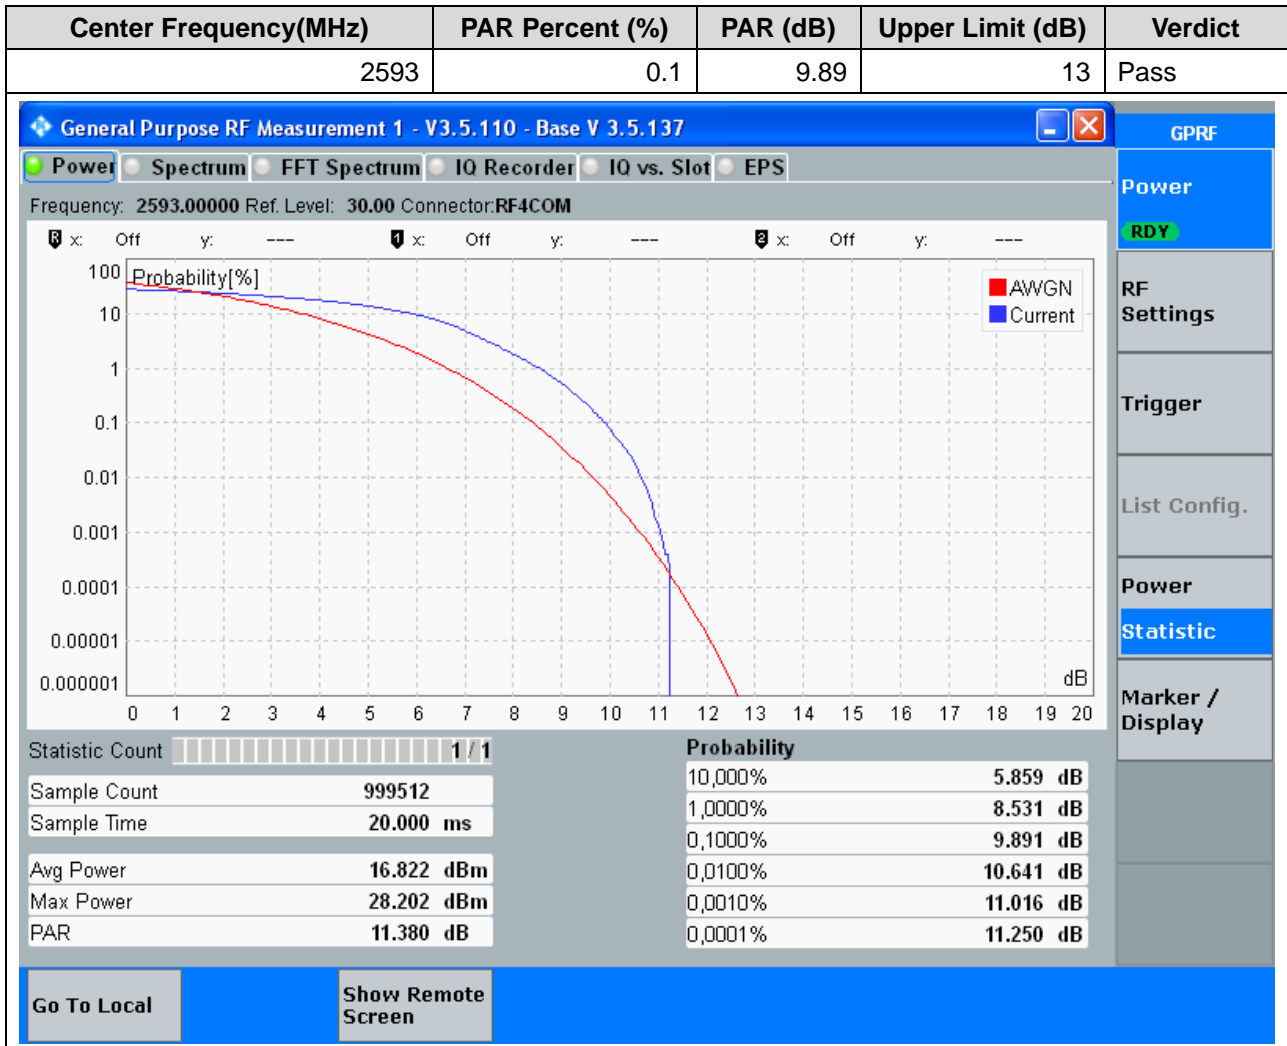 Center Frequency(MHz) PAR Percent (%) PAR (dB) Upper Limit (dB) Verdict
2593 0.1 9.89 13 Pass
General Purpose RF Measurement 1 - V3.5.110 - Base V 3.5.137
GPRF
Power Spectrum FFT Spectrum IQ Recorder IQ vs. Slot EPS
Power
RDY
Frequency: 2593.00000 Ref. Level: 30.00 Connector:RF4COM
R x: Off y: --- 1 x: Off y: --- 2 x: Off y: ---
Probability[%]
AWGN
Current
100
10
1
0.1
0.01
0.001
0.0001
0.00001
0.000001
dB
0 1 2 3 4 5 6 7 8 9 10 11 12 13 14 15 16 17 18 19 20
RF
Settings
Trigger
List Config.
Power
Statistic
Marker /
Display
Statistic Count 1 / 1
Sample Count 999512
Sample Time 20.000 ms
Avg Power 16.822 dBm
Max Power 28.202 dBm
PAR 11.380 dB
Probability
10,000% 5.859 dB
1,0000% 8.531 dB
0,1000% 9.891 dB
0,0100% 10.641 dB
0,0010% 11.016 dB
0,0001% 11.250 dB
Go To Local
Show Remote
Screen